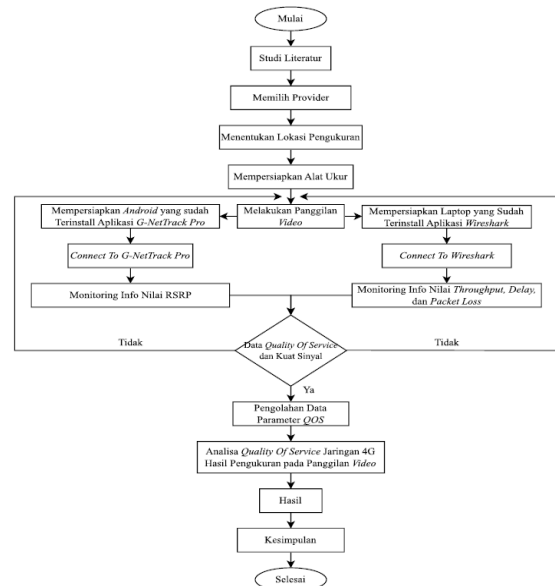 Mulai
Studi Literatur
Memilih Provider
Menentukan Lokasi Pengukuran
Mempersiapkan Alat Ukur
Mempersiapkan Android yang sudah
Terinstall Aplikasi G-NetTrack Pro
Melakukan Panggilan
Video
Mempersiapkan Laptop yang Sudah
Terinstall Aplikasi Wireshark
Connect To G-NetTrack Pro
Connect To Wireshark
Monitoring Info Nilai RSRP
Monitoring Info Nilai Throughput, Delay,
dan Packet Loss
Tidak
Data Quality Of Service
dan Kuat Sinyal
Tidak
Ya
Pengolahan Data
Parameter QOS
Analisa Quality Of Service Jaringan 4G
Hasil Pengukuran pada Panggilan Video
Hasil
Kesimpulan
Selesai